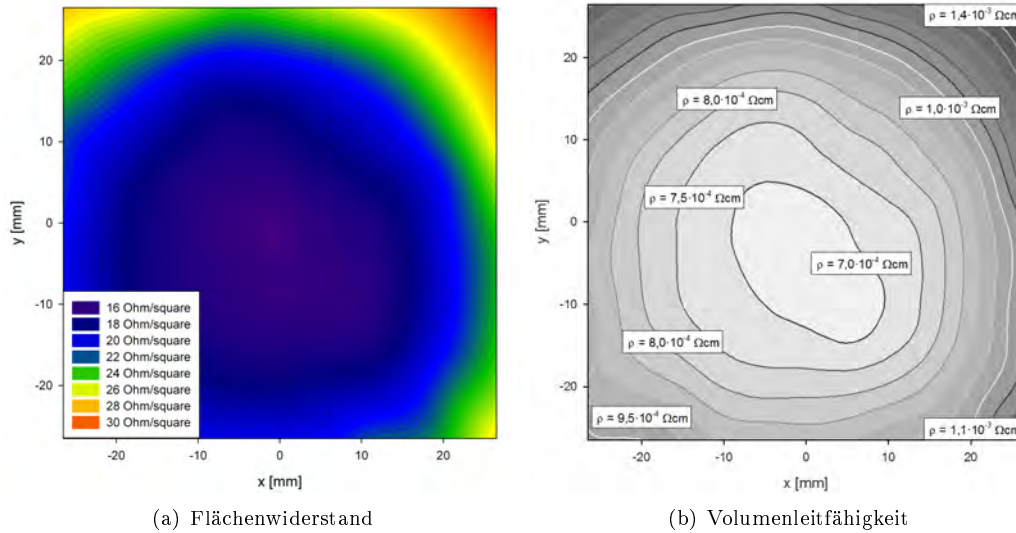 20
10
0
-10
-20
y [mm]
16 Ohm/square
18 Ohm/square
20 Ohm/square
22 Ohm/square
24 Ohm/square
26 Ohm/square
28 Ohm/square
30 Ohm/square
-20 -10 0 10 20
x [mm]
(a) Flächenwiderstand
20
10
0
-10
-20
y [mm]
ρ = 1,4·10⁻³ Ωcm
ρ = 8,0·10⁻⁴ Ωcm
ρ = 1,0·10⁻³ Ωcm
ρ = 7,5·10⁻⁴ Ωcm
ρ = 7,0·10⁻⁴ Ωcm
ρ = 8,0·10⁻⁴ Ωcm
ρ = 9,5·10⁻⁴ Ωcm
ρ = 1,1·10⁻³ Ωcm
-20 -10 0 10 20
x [mm]
(b) Volumenleitfähigkeit